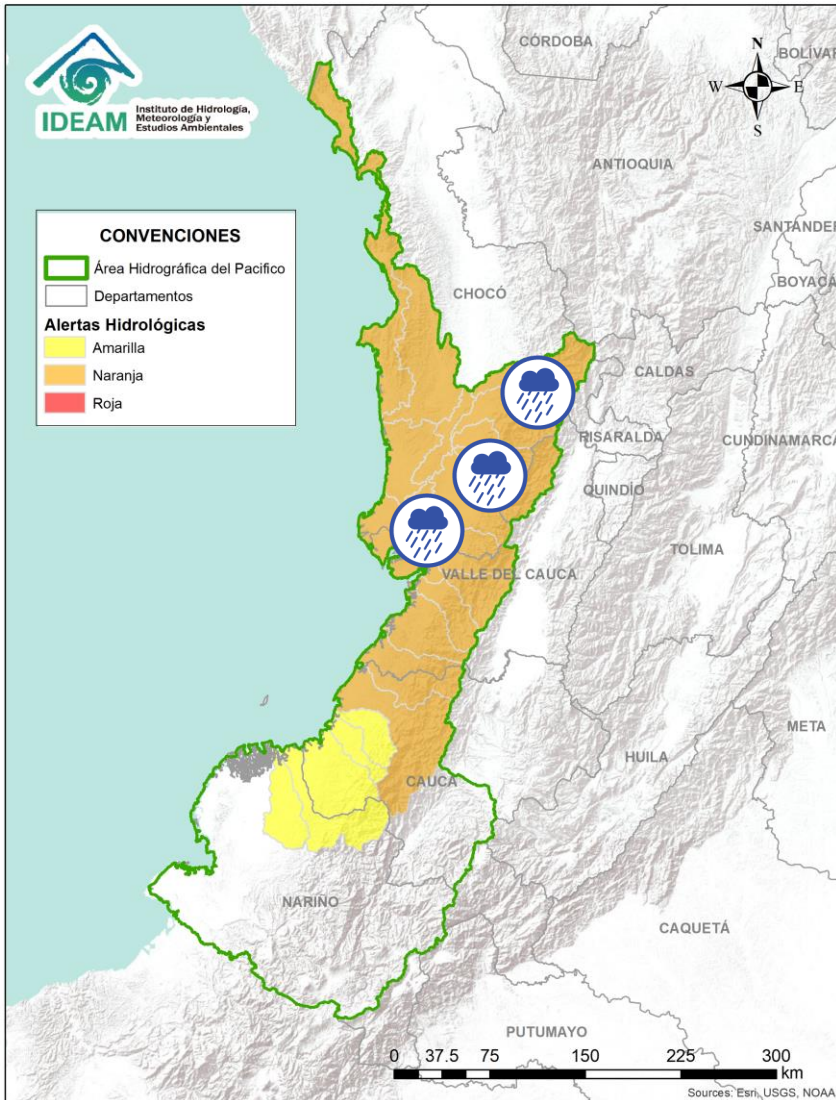 IDEAM
Instituto de Hidrología,
Meteorología y
Estudios Ambientales
N
W
E
S
CÓRDOBA
BOLÍVAR
ANTIOQUIA
SANTANDER
BOYACÁ
CHOCÓ
CALDAS
RISARALDA
CUNDINAMARCA
QUINDÍO
TOLIMA
VALLE DEL CAUCA
META
HUILA
CAUCA
NARIÑO
CAQUETÁ
PUTUMAYO
CONVENCIONES
Área Hidrográfica del Pacifico
Departamentos
Alertas Hidrológicas
Amarilla
Naranja
Roja
0 37.5 75 150 225 300
km
Sources: Esri, USGS, NOAA